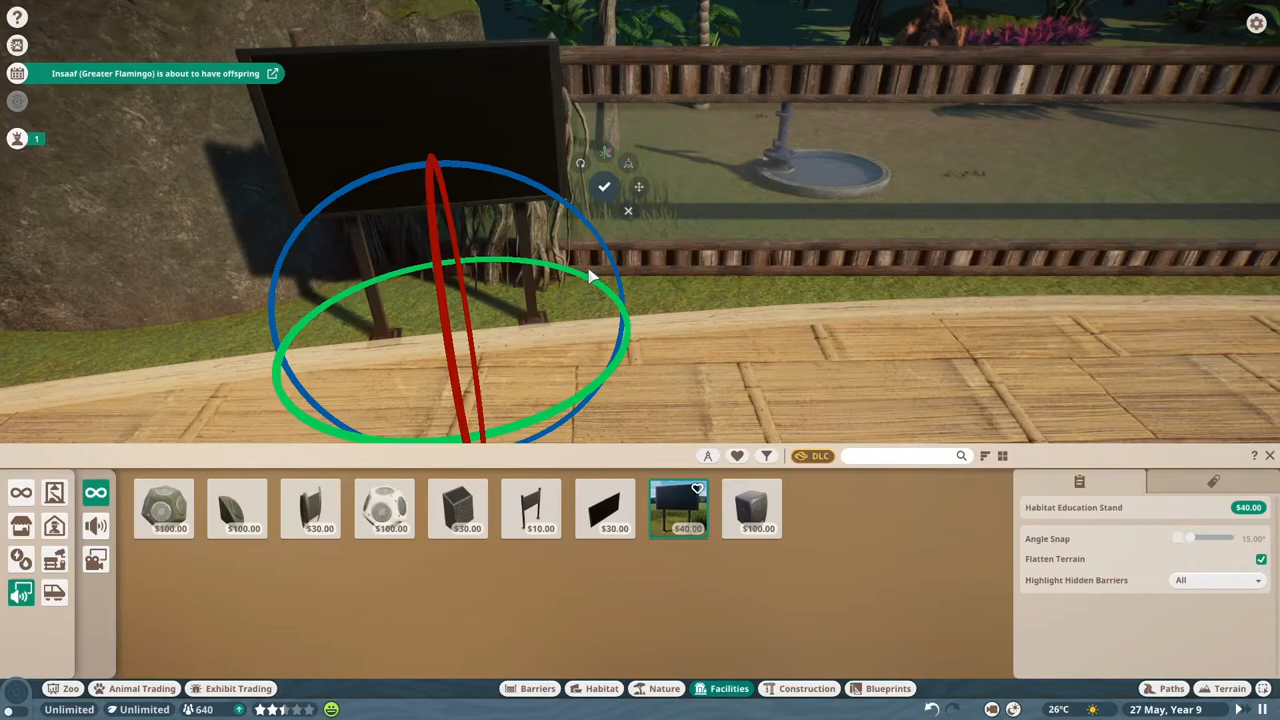 ?
Insaaf (Greater Flamingo) is about to have offspring
1
DLC
?
$100.00
$100.00
$30.00
$100.00
$30.00
$10.00
$30.00
$40.00
$100.00
Habitat Education Stand
$40.00
Angle Snap
15.00°
Flatten Terrain
Highlight Hidden Barriers
All
Zoo
Animal Trading
Exhibit Trading
Barriers
Habitat
Nature
Facilities
Construction
Blueprints
Paths
Terrain
Unlimited
Unlimited
640
26°C
27 May, Year 9